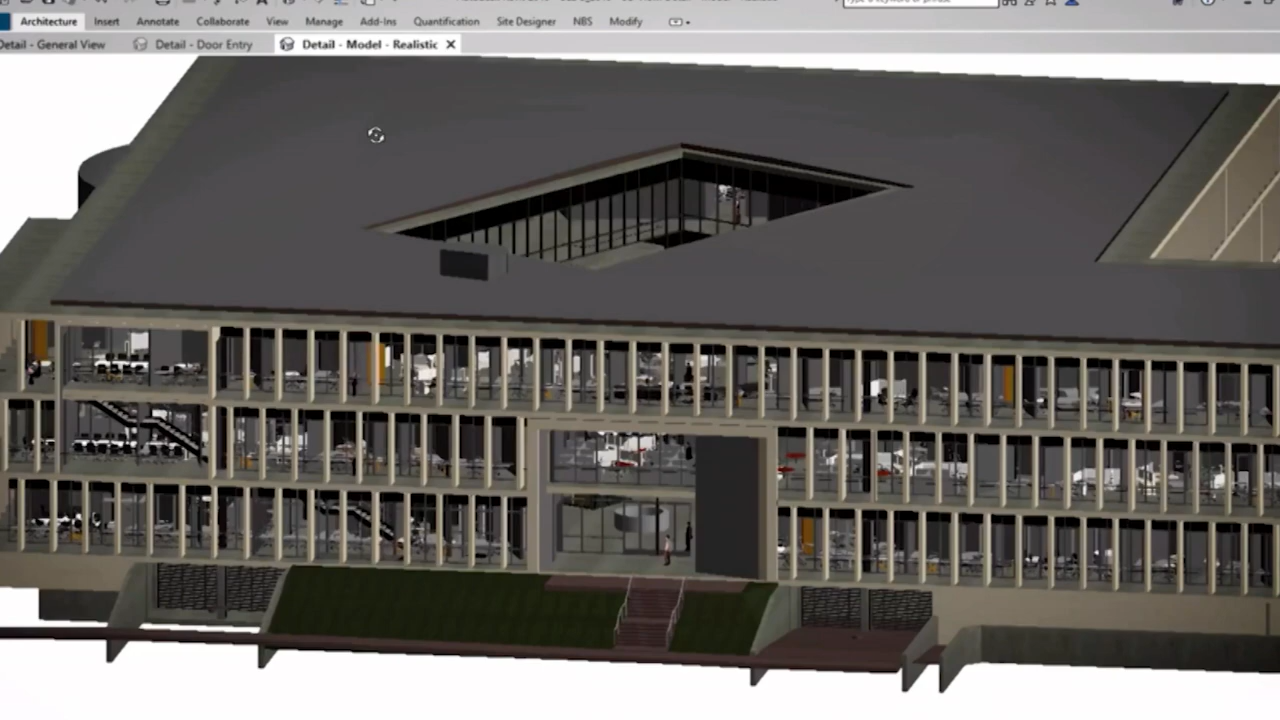 Architecture Insert Annotate Collaborate View Manage Add-Ins Quantification Site Designer NBS Modify
Detail - General View Detail - Door Entry Detail - Model - Realistic